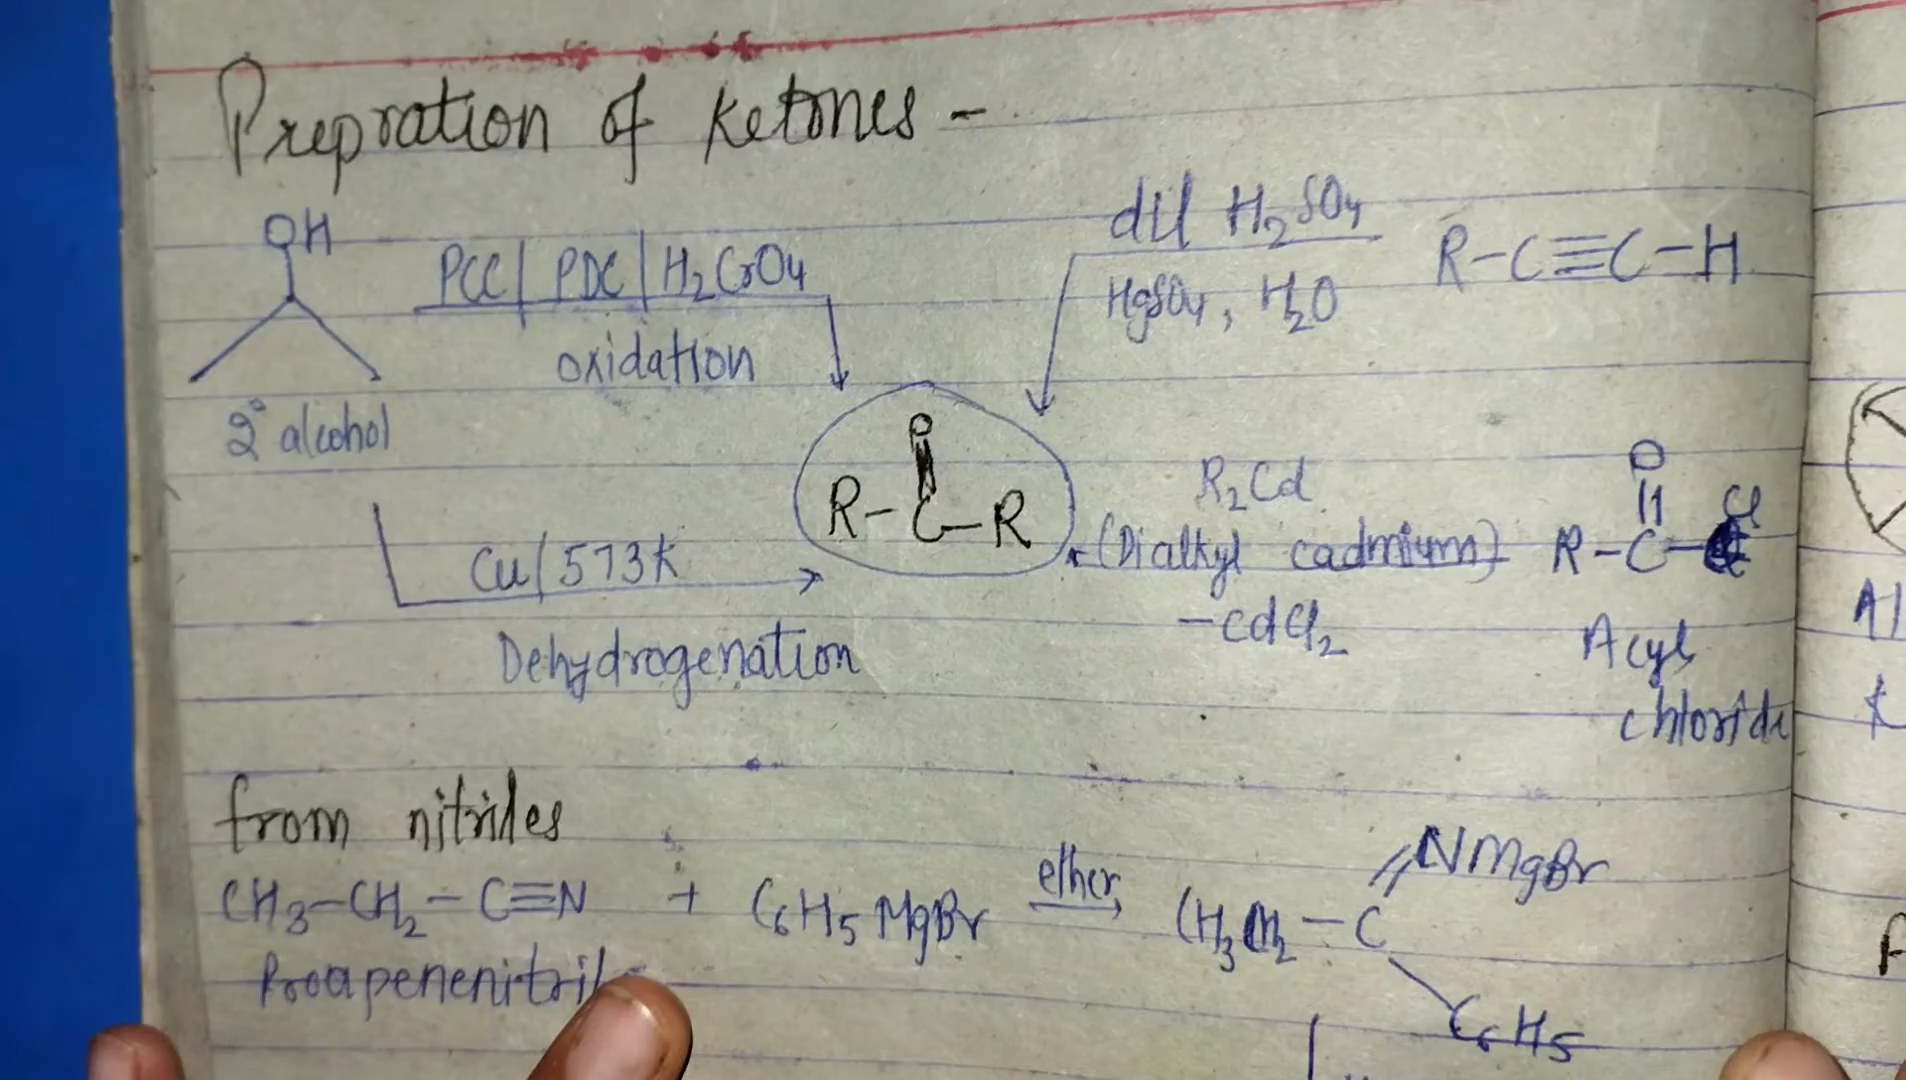 Prepration of Ketones -
OH
PCC | PDC | H2CrO4
oxidation
2° alcohol
dil H2SO4
HgSO4, H2O
R-C≡C-H
O
R-C-R
Cu/573K
Dehydrogenation
R2Cd
(Dialkyl cadmium)
-CdCl2
O
R-C-Cl
Acyl
chloride
from nitriles
CH3-CH2-C≡N + C6H5MgBr ether
NMgBr
CH3CH2-C
C6H5
Al